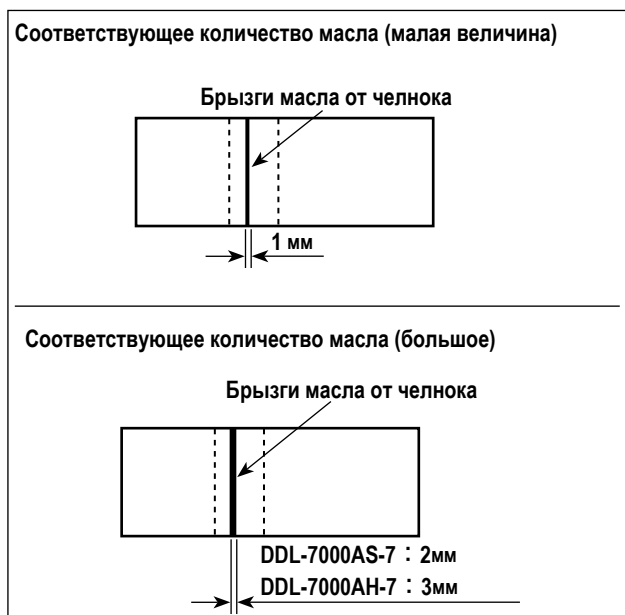 Соответствующее количество масла (малая величина)
Брызги масла от челнока
1 мм
Соответствующее количество масла (большое)
Брызги масла от челнока
DDL-7000AS-7 : 2мм
DDL-7000AH-7 : 3мм